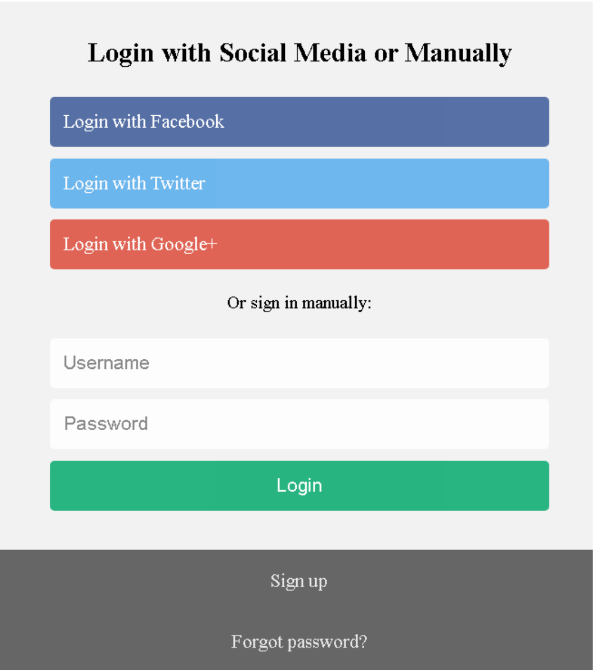 Login with Social Media or Manually
Login with Facebook
Login with Twitter
Login with Google+
Or sign in manually:
Username
Password
Login
Sign up
Forgot password?